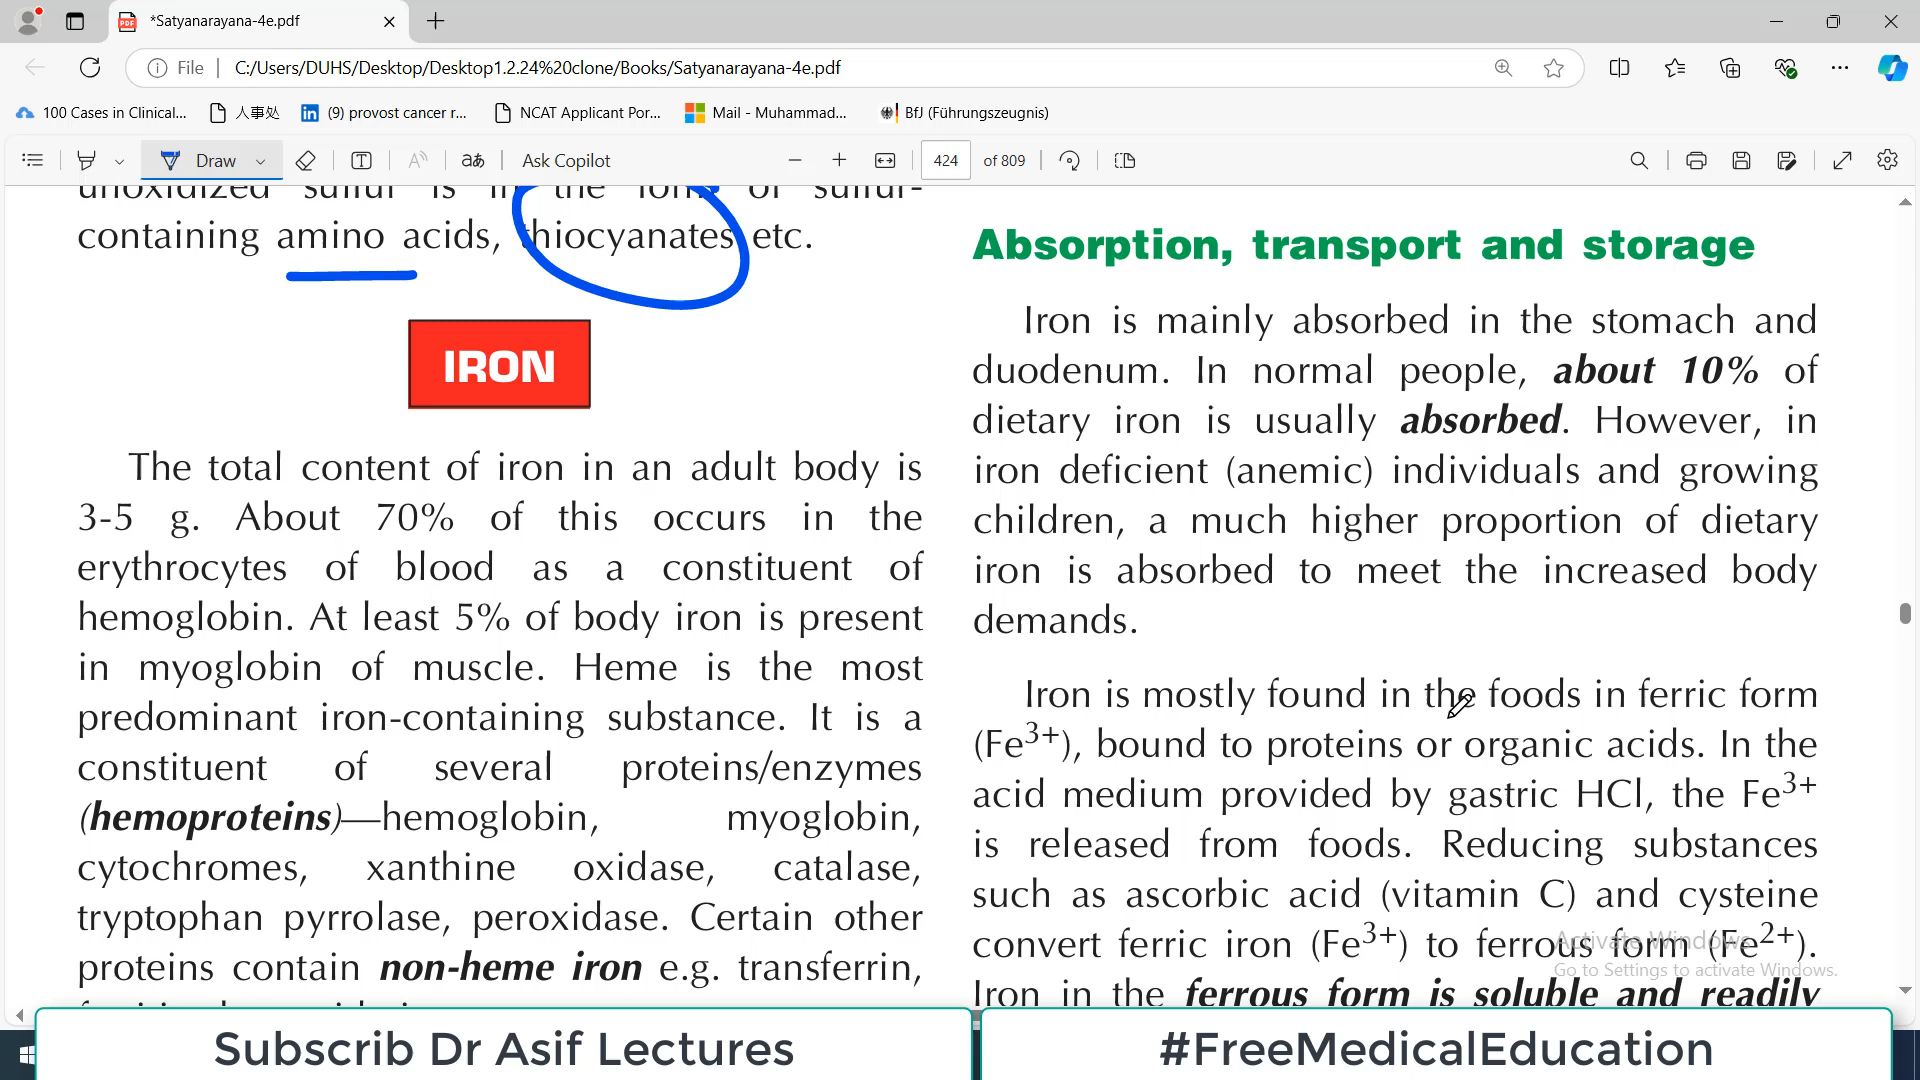 *Satyanarayana-4e.pdf
File
C:/Users/DUHS/Desktop/Desktop1.2.24%20clone/Books/Satyanarayana-4e.pdf
100 Cases in Clinical...
人事处
(9) provost cancer r...
NCAT Applicant Por...
Mail - Muhammad...
BfJ (Führungszeugnis)
Draw
Ask Copilot
424
of 809
unoxidized sulfur is in the form of sulfur-
containing amino acids, thiocyanates etc.
IRON
The total content of iron in an adult body is
3-5 g. About 70% of this occurs in the
erythrocytes of blood as a constituent of
hemoglobin. At least 5% of body iron is present
in myoglobin of muscle. Heme is the most
predominant iron-containing substance. It is a
constituent of several proteins/enzymes
(hemoproteins)—hemoglobin, myoglobin,
cytochromes, xanthine oxidase, catalase,
tryptophan pyrrolase, peroxidase. Certain other
proteins contain non-heme iron e.g. transferrin,
Absorption, transport and storage
Iron is mainly absorbed in the stomach and
duodenum. In normal people, about 10% of
dietary iron is usually absorbed. However, in
iron deficient (anemic) individuals and growing
children, a much higher proportion of dietary
iron is absorbed to meet the increased body
demands.
Iron is mostly found in the foods in ferric form
(Fe3+), bound to proteins or organic acids. In the
acid medium provided by gastric HCl, the Fe3+
is released from foods. Reducing substances
such as ascorbic acid (vitamin C) and cysteine
convert ferric iron (Fe3+) to ferrous form (Fe2+).
Iron in the ferrous form is soluble and readily
Activate Windows
Go to Settings to activate Windows.
Subscrib Dr Asif Lectures
#FreeMedicalEducation